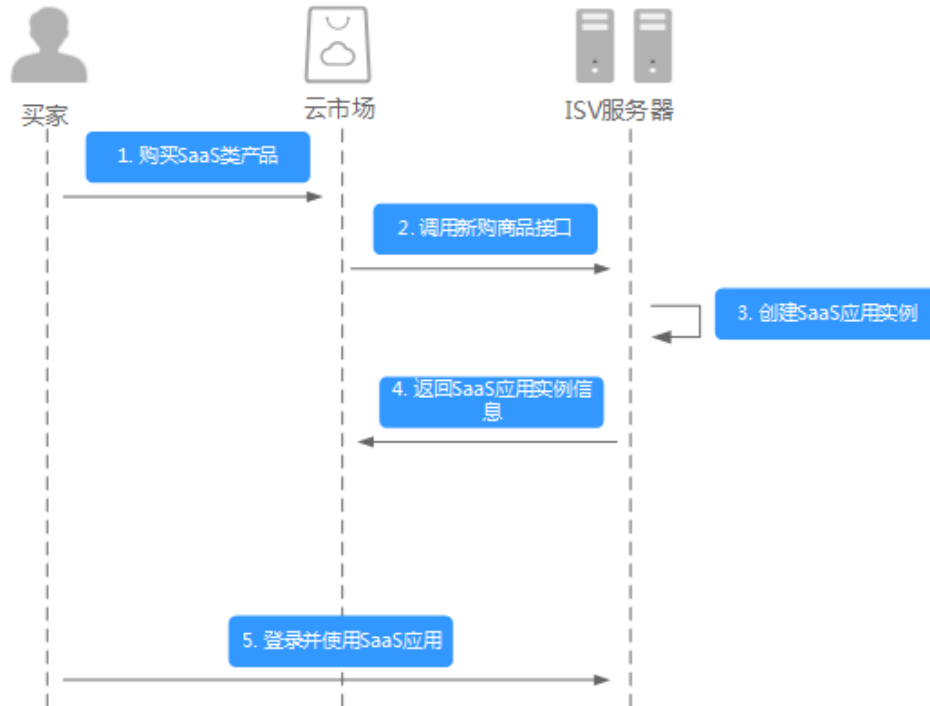 买家
云市场
ISV服务器
1. 购买SaaS类产品
2. 调用新购商品接口
3. 创建SaaS应用实例
4. 返回SaaS应用实例信
息
5. 登录并使用SaaS应用